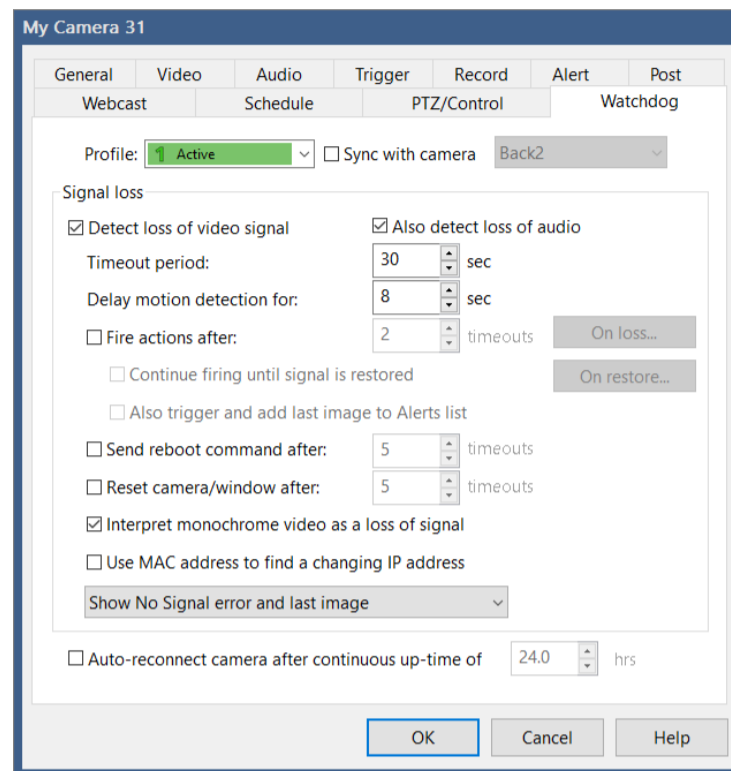 My Camera 31
General Video Audio Trigger Record Alert Post
Webcast Schedule PTZ/Control Watchdog
Profile: 1 Active Sync with camera Back2
Signal loss
Detect loss of video signal Also detect loss of audio
Timeout period: 30 sec
Delay motion detection for: 8 sec
Fire actions after: 2 timeouts On loss...
Continue firing until signal is restored On restore...
Also trigger and add last image to Alerts list
Send reboot command after: 5 timeouts
Reset camera/window after: 5 timeouts
Interpret monochrome video as a loss of signal
Use MAC address to find a changing IP address
Show No Signal error and last image
Auto-reconnect camera after continuous up-time of 24.0 hrs
OK Cancel Help